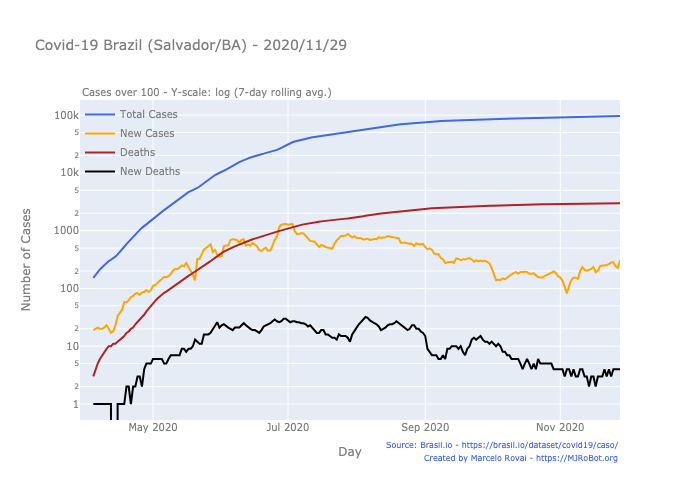 Covid-19 Brazil (Salvador/BA) - 2020/11/29
Cases over 100 - Y-scale: log (7-day rolling avg.)
Total Cases
New Cases
Deaths
New Deaths
100k
5
2
10k
5
2
1000
5
2
100
5
2
10
5
2
1
Number of Cases
May 2020
Jul 2020
Sep 2020
Nov 2020
Day
Source: Brasil.io - https://brasil.io/dataset/covid19/caso/
Created by Marcelo Rovai - https://MJRoBot.org